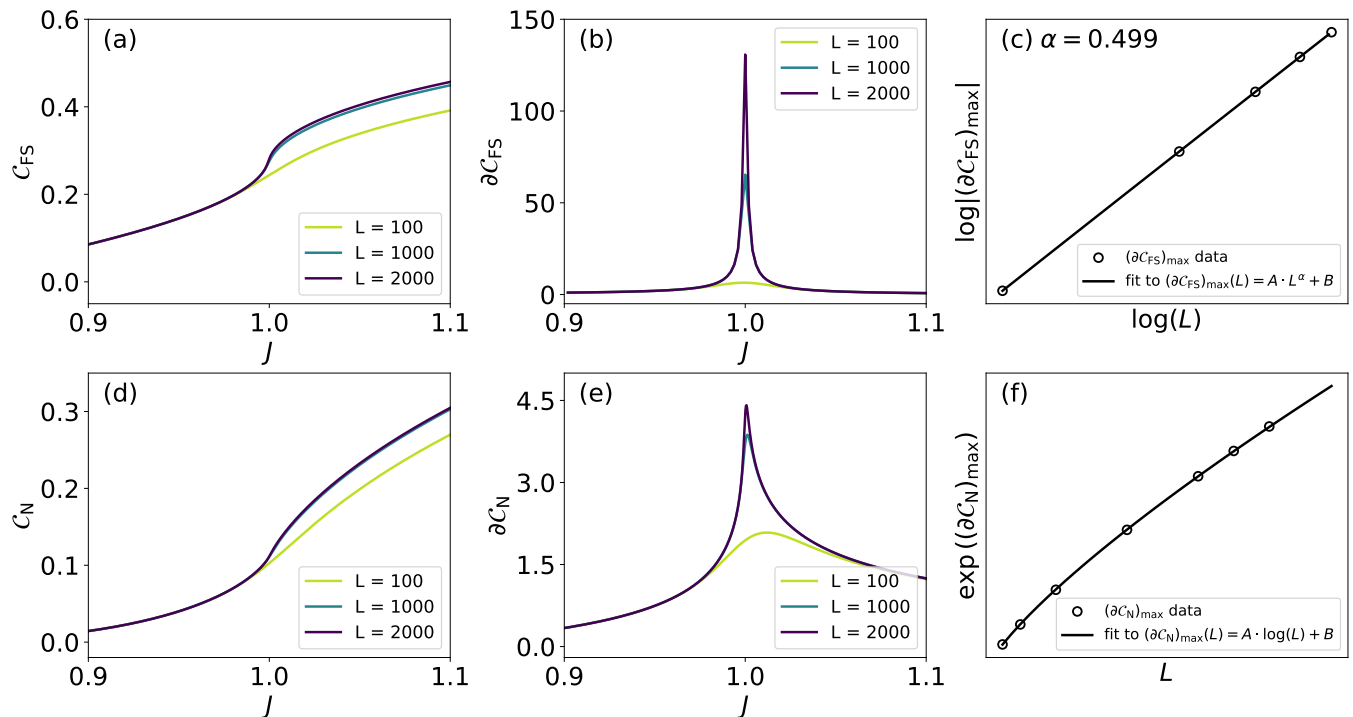 (a)
0.6
0.4
0.2
0.0
0.9
1.0
1.1
J
𝒞_FS
L = 100
L = 1000
L = 2000
(b)
150
100
50
0
0.9
1.0
1.1
J
∂𝒞_FS
L = 100
L = 1000
L = 2000
(c) α = 0.499
log|(∂𝒞_FS)_max|
log(L)
(∂𝒞_FS)_max data
fit to (∂𝒞_FS)_max(L) = A · L^α + B
(d)
0.3
0.2
0.1
0.0
0.9
1.0
1.1
J
𝒞_N
L = 100
L = 1000
L = 2000
(e)
4.5
3.0
1.5
0.0
0.9
1.0
1.1
J
∂𝒞_N
L = 100
L = 1000
L = 2000
(f)
exp ((∂𝒞_N)_max)
L
(∂𝒞_N)_max data
fit to (∂𝒞_N)_max(L) = A · log(L) + B